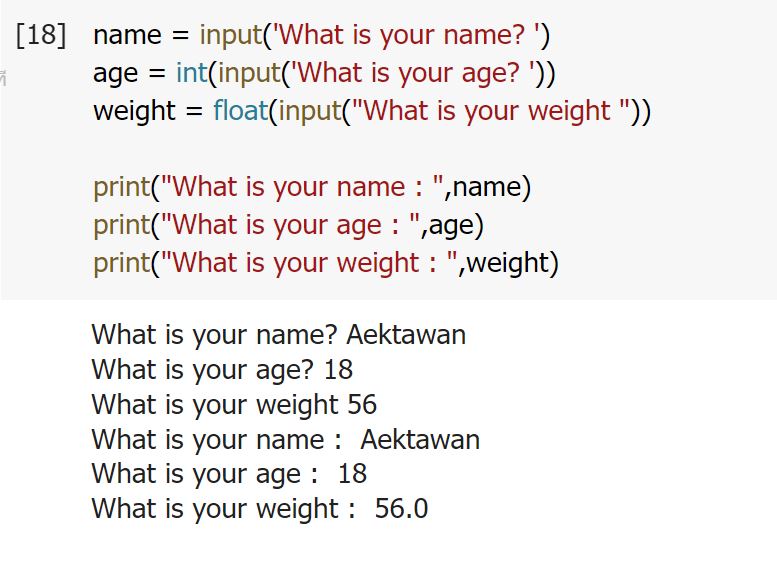 [18] name = input('What is your name? ')
age = int(input('What is your age? '))
weight = float(input("What is your weight "))
print("What is your name : ",name)
print("What is your age : ",age)
print("What is your weight : ",weight)
What is your name? Aektawan
What is your age? 18
What is your weight 56
What is your name :  Aektawan
What is your age :  18
What is your weight :  56.0